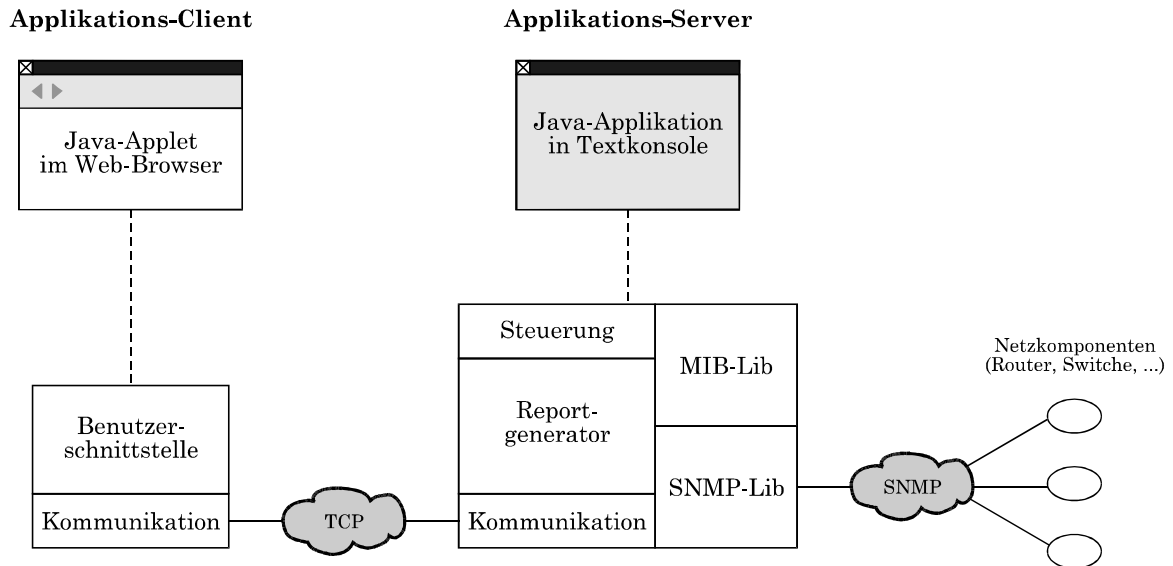 Applikations-Client
Applikations-Server
Java-Applet
im Web-Browser
Java-Applikation
in Textkonsole
Steuerung
MIB-Lib
Netzkomponenten
(Router, Switche, ...)
Benutzer-
schnittstelle
Report-
generator
SNMP-Lib
SNMP
Kommunikation
TCP
Kommunikation